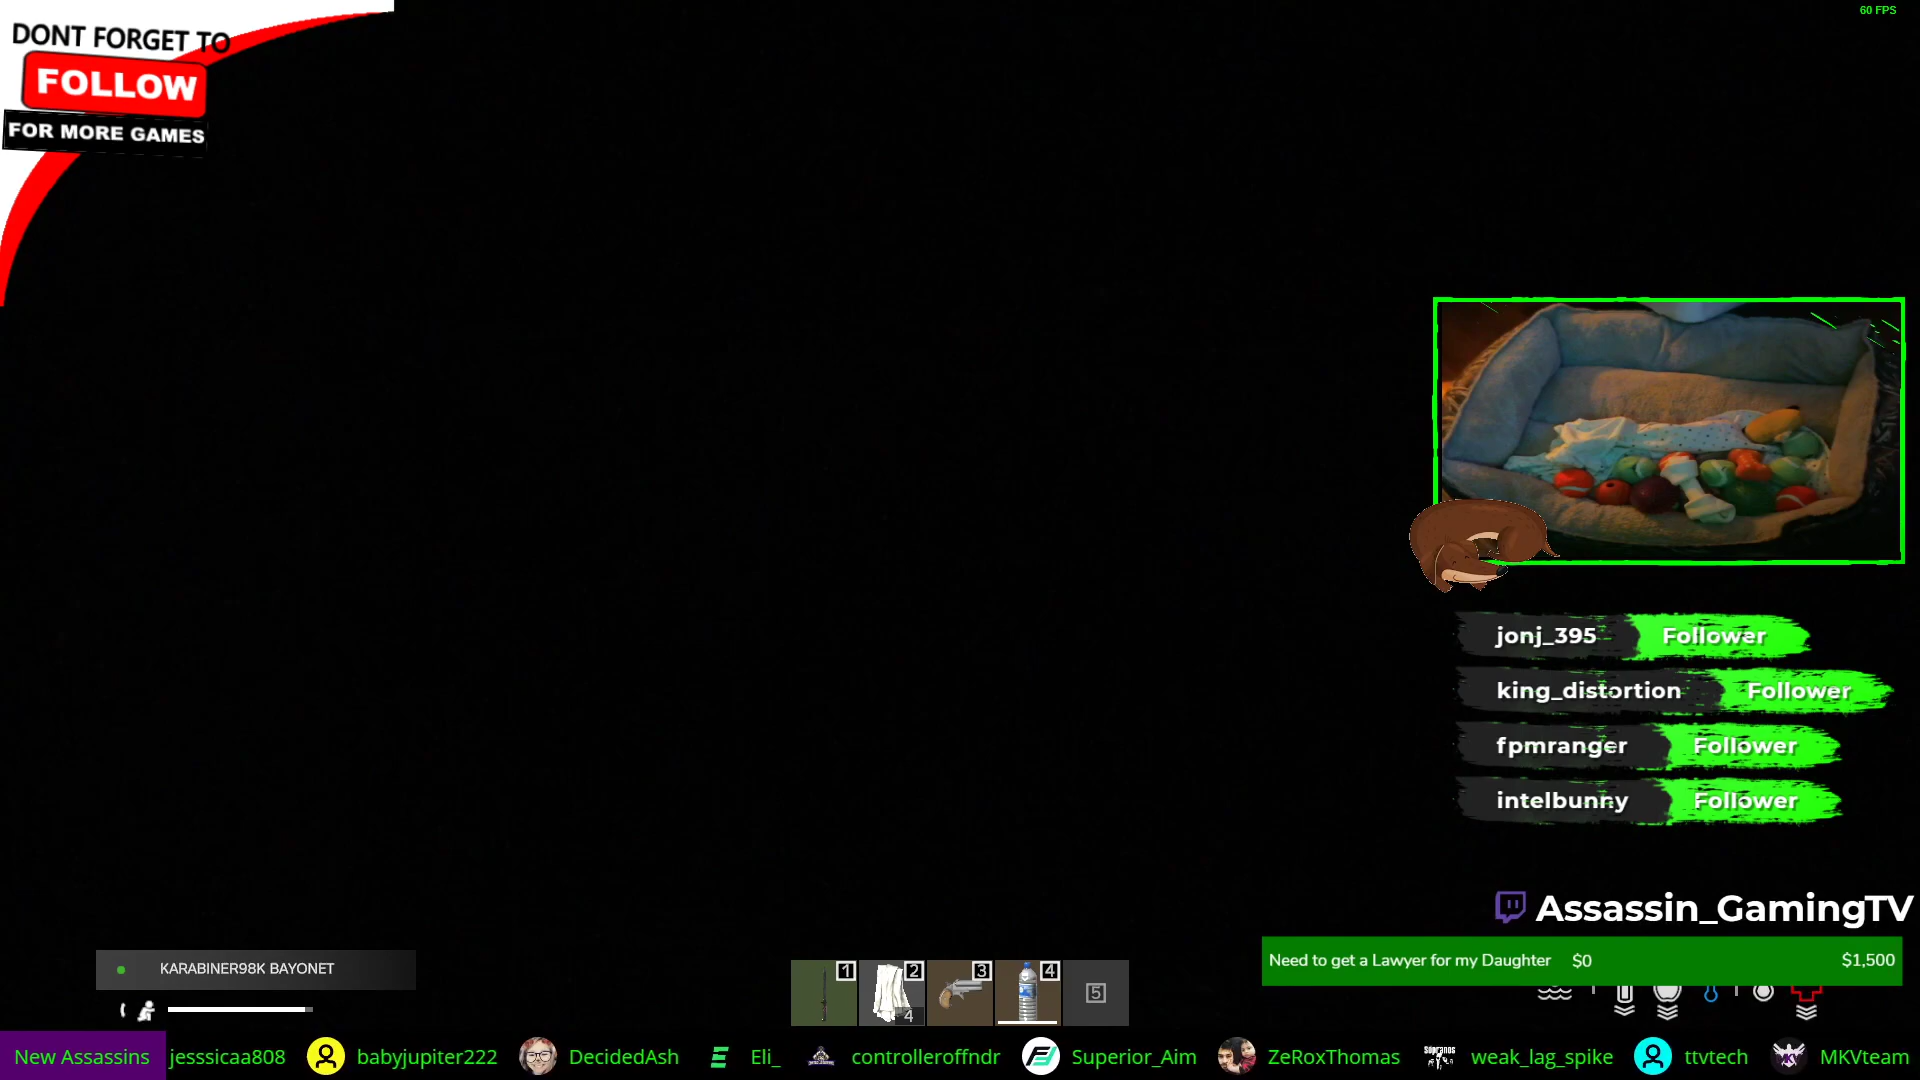 60 FPS
DONT FORGET TO
FOLLOW
FOR MORE GAMES
jonj_395 Follower
king_distortion Follower
fpmranger Follower
intelbunny Follower
Assassin_GamingTV
Need to get a Lawyer for my Daughter $0 $1,500
KARABINER98K BAYONET
1 2 3 4 5
4
New Assassins jesssicaa808 babyjupiter222 DecidedAsh Eli_ controlleroffndr Superior_Aim ZeRoxThomas Sopranos weak_lag_spike ttvtech MKVteam